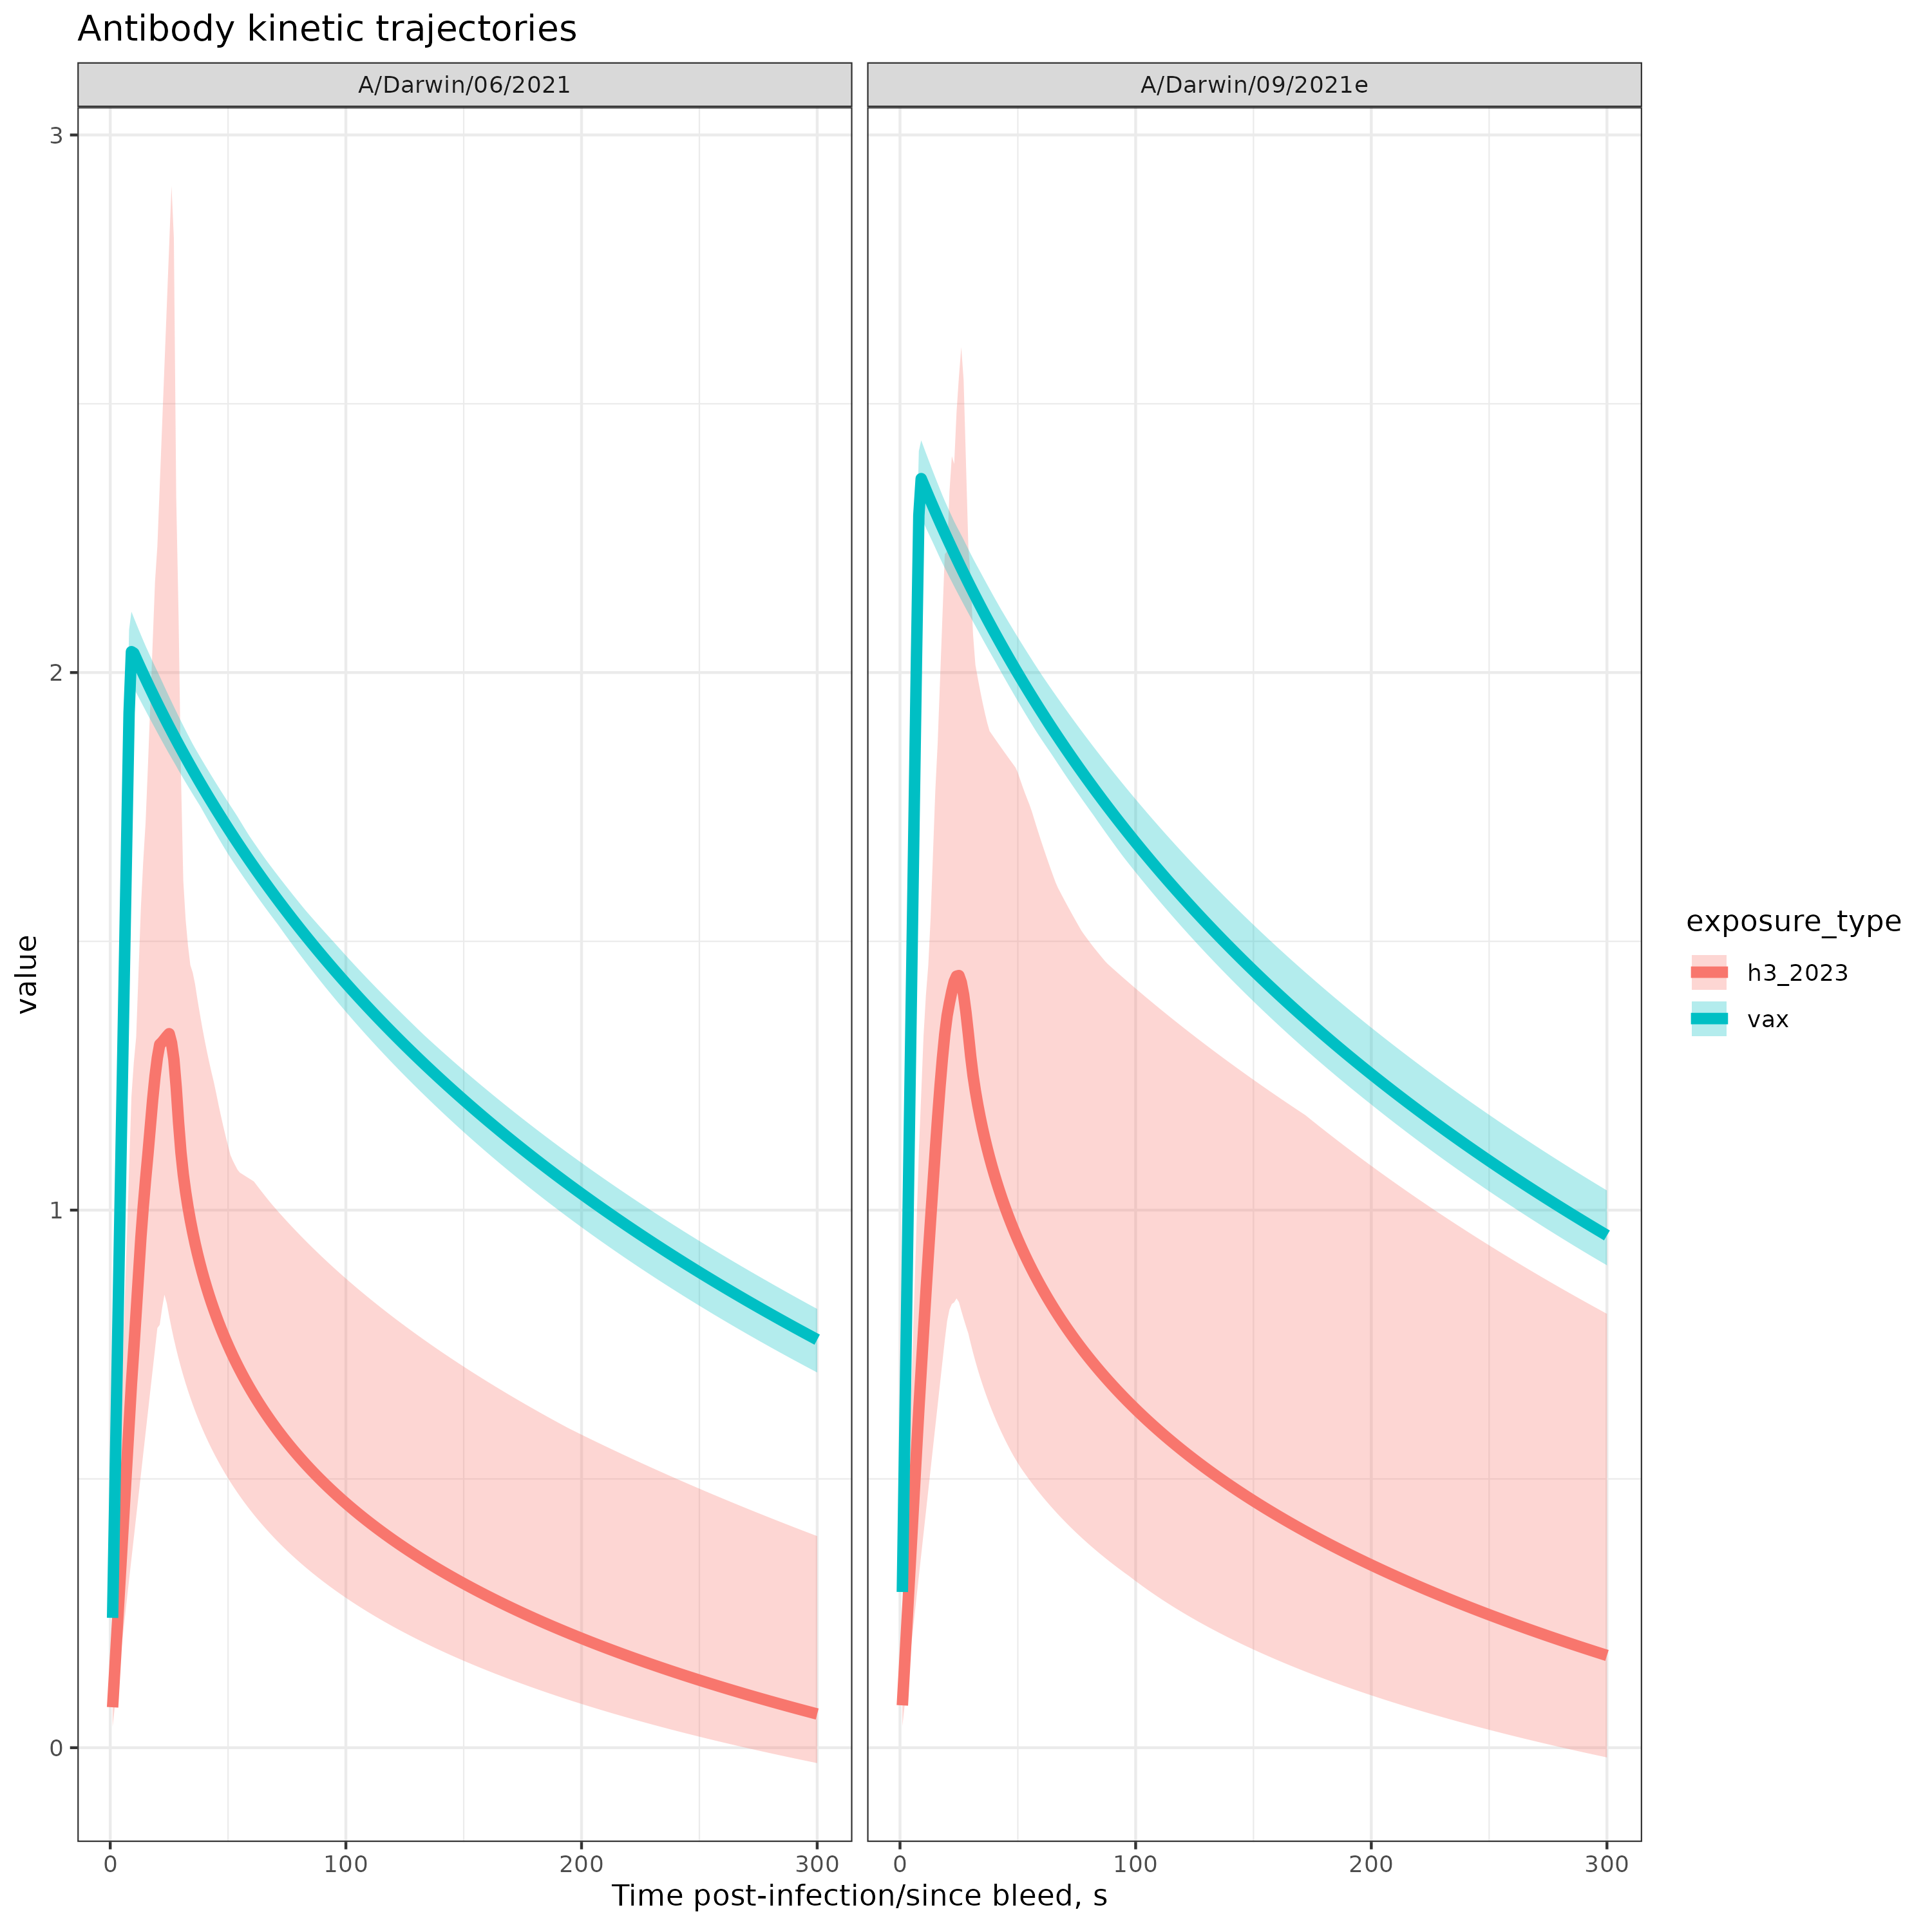 Antibody kinetic trajectories
A/Darwin/06/2021
A/Darwin/09/2021e
3
2
1
0
value
0 100 200 300
0 100 200 300
Time post-infection/since bleed, s
exposure_type
h3_2023
vax